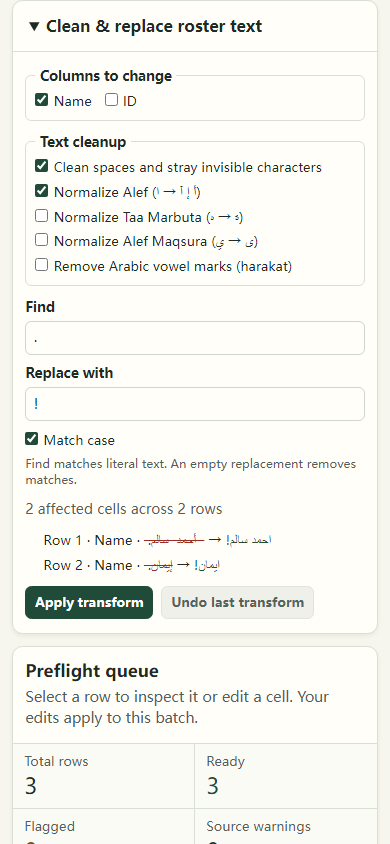 ▼ Clean & replace roster text
Columns to change
Name ID
Text cleanup
Clean spaces and stray invisible characters
Normalize Alef (أ إ آ → ا)
Normalize Taa Marbuta (ة → ه)
Normalize Alef Maqsura (ى → ي)
Remove Arabic vowel marks (harakat)
Find
.
Replace with
!
Match case
Find matches literal text. An empty replacement removes
matches.
2 affected cells across 2 rows
Row 1 · Name · أحمد سالم. → احمد سالم!
Row 2 · Name · إيمان. → ايمان!
Apply transform Undo last transform
Preflight queue
Select a row to inspect it or edit a cell. Your
edits apply to this batch.
Total rows Ready
3 3
Flagged Source warnings